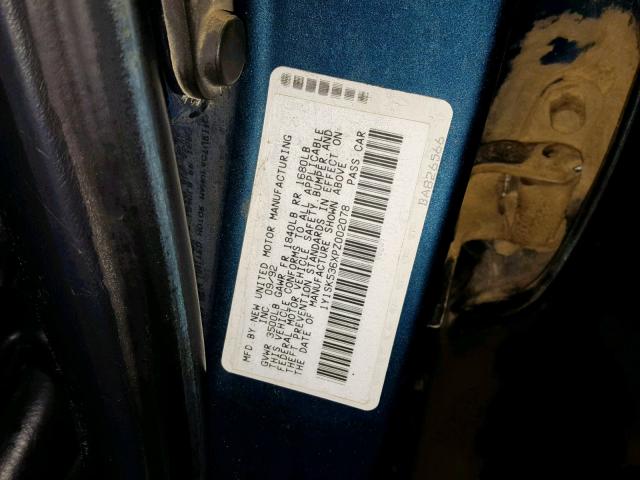 MFD BY NEW UNITED MOTOR MANUFACTURING
INC 09/92
GVWR 3500LB GAWR FR 1840LB RR 1680LB
THIS VEHICLE CONFORMS TO ALL APPLICABLE
FEDERAL MOTOR VEHICLE SAFETY, BUMPER AND
THEFT PREVENTION STANDARDS IN EFFECT ON
THE DATE OF MANUFACTURE SHOWN ABOVE
1Y1SK536XPZ002078 PASS CAR
BA826566